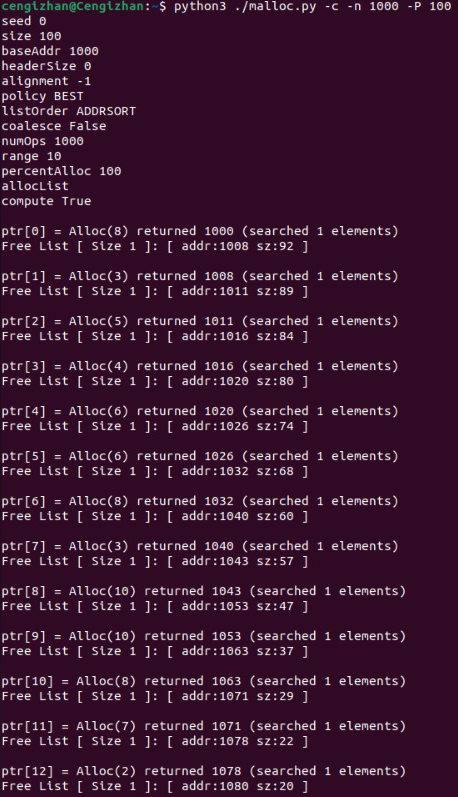 cengizhan@Cengizhan:~$ python3 ./malloc.py -c -n 1000 -P 100
seed 0
size 100
baseAddr 1000
headerSize 0
alignment -1
policy BEST
listOrder ADDRSORT
coalesce False
numOps 1000
range 10
percentAlloc 100
allocList
compute True
ptr[0] = Alloc(8) returned 1000 (searched 1 elements)
Free List [ Size 1 ]: [ addr:1008 sz:92 ]
ptr[1] = Alloc(3) returned 1008 (searched 1 elements)
Free List [ Size 1 ]: [ addr:1011 sz:89 ]
ptr[2] = Alloc(5) returned 1011 (searched 1 elements)
Free List [ Size 1 ]: [ addr:1016 sz:84 ]
ptr[3] = Alloc(4) returned 1016 (searched 1 elements)
Free List [ Size 1 ]: [ addr:1020 sz:80 ]
ptr[4] = Alloc(6) returned 1020 (searched 1 elements)
Free List [ Size 1 ]: [ addr:1026 sz:74 ]
ptr[5] = Alloc(6) returned 1026 (searched 1 elements)
Free List [ Size 1 ]: [ addr:1032 sz:68 ]
ptr[6] = Alloc(8) returned 1032 (searched 1 elements)
Free List [ Size 1 ]: [ addr:1040 sz:60 ]
ptr[7] = Alloc(3) returned 1040 (searched 1 elements)
Free List [ Size 1 ]: [ addr:1043 sz:57 ]
ptr[8] = Alloc(10) returned 1043 (searched 1 elements)
Free List [ Size 1 ]: [ addr:1053 sz:47 ]
ptr[9] = Alloc(10) returned 1053 (searched 1 elements)
Free List [ Size 1 ]: [ addr:1063 sz:37 ]
ptr[10] = Alloc(8) returned 1063 (searched 1 elements)
Free List [ Size 1 ]: [ addr:1071 sz:29 ]
ptr[11] = Alloc(7) returned 1071 (searched 1 elements)
Free List [ Size 1 ]: [ addr:1078 sz:22 ]
ptr[12] = Alloc(2) returned 1078 (searched 1 elements)
Free List [ Size 1 ]: [ addr:1080 sz:20 ]